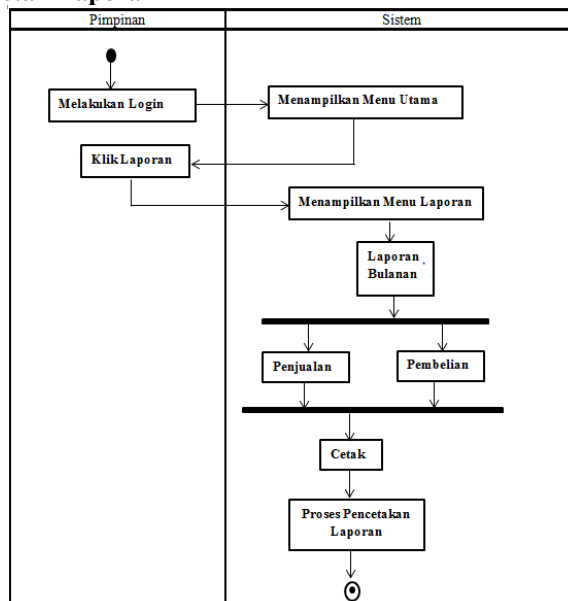 Pimpinan
Sistem
Melakukan Login
Menampilkan Menu Utama
Klik Laporan
Menampilkan Menu Laporan
Laporan
Bulanan
Penjualan
Pembelian
Cetak
Proses Pencetakan
Laporan